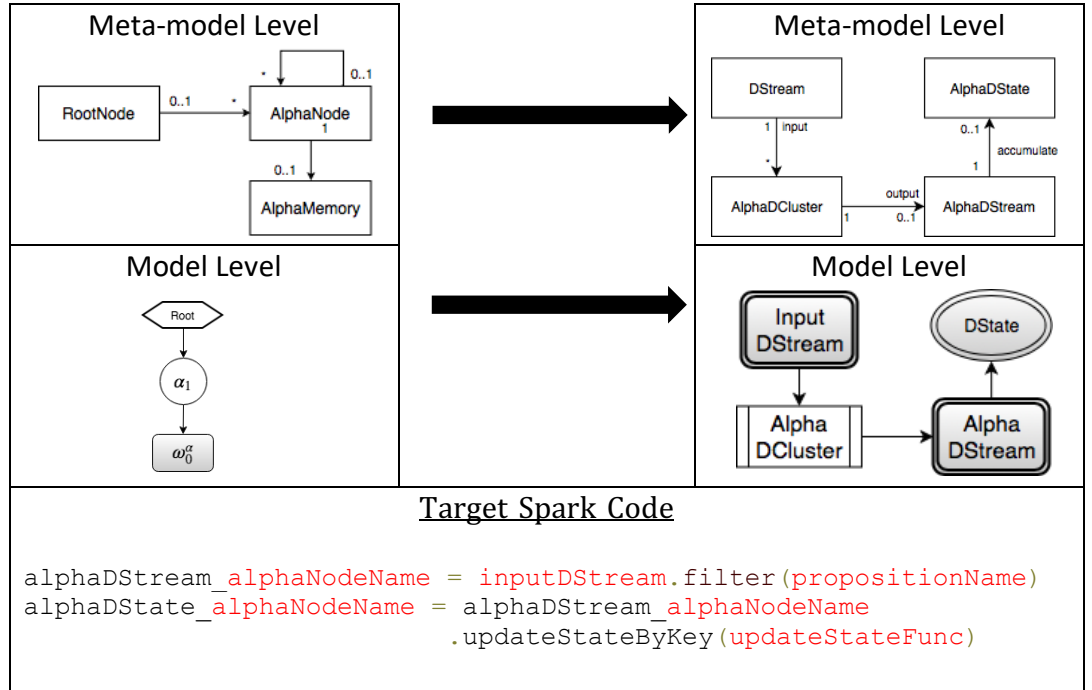 Meta-model Level
RootNode
0..1
*
AlphaNode
1
*
0..1
0..1
AlphaMemory
Meta-model Level
DStream
1
input
*
AlphaDCluster
1
output
0..1
AlphaDStream
1
accumulate
0..1
AlphaDState
Model Level
Root
α₁
ω₀^α
Model Level
Input
DStream
Alpha
DCluster
Alpha
DStream
DState
Target Spark Code
alphaDStream_alphaNodeName = inputDStream.filter(propositionName)
alphaDState_alphaNodeName = alphaDStream_alphaNodeName
.updateStateByKey(updateStateFunc)